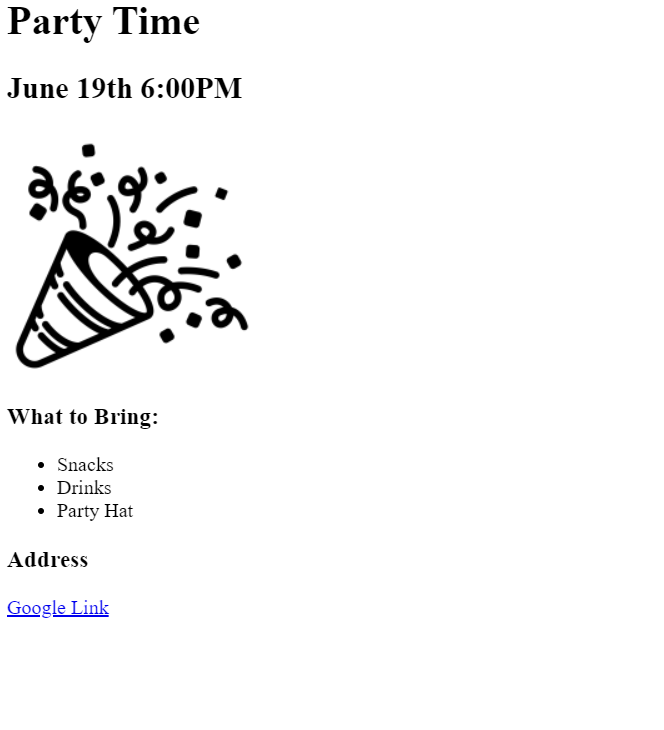 Party Time
June 19th 6:00PM
What to Bring:
Snacks
Drinks
Party Hat
Address
Google Link